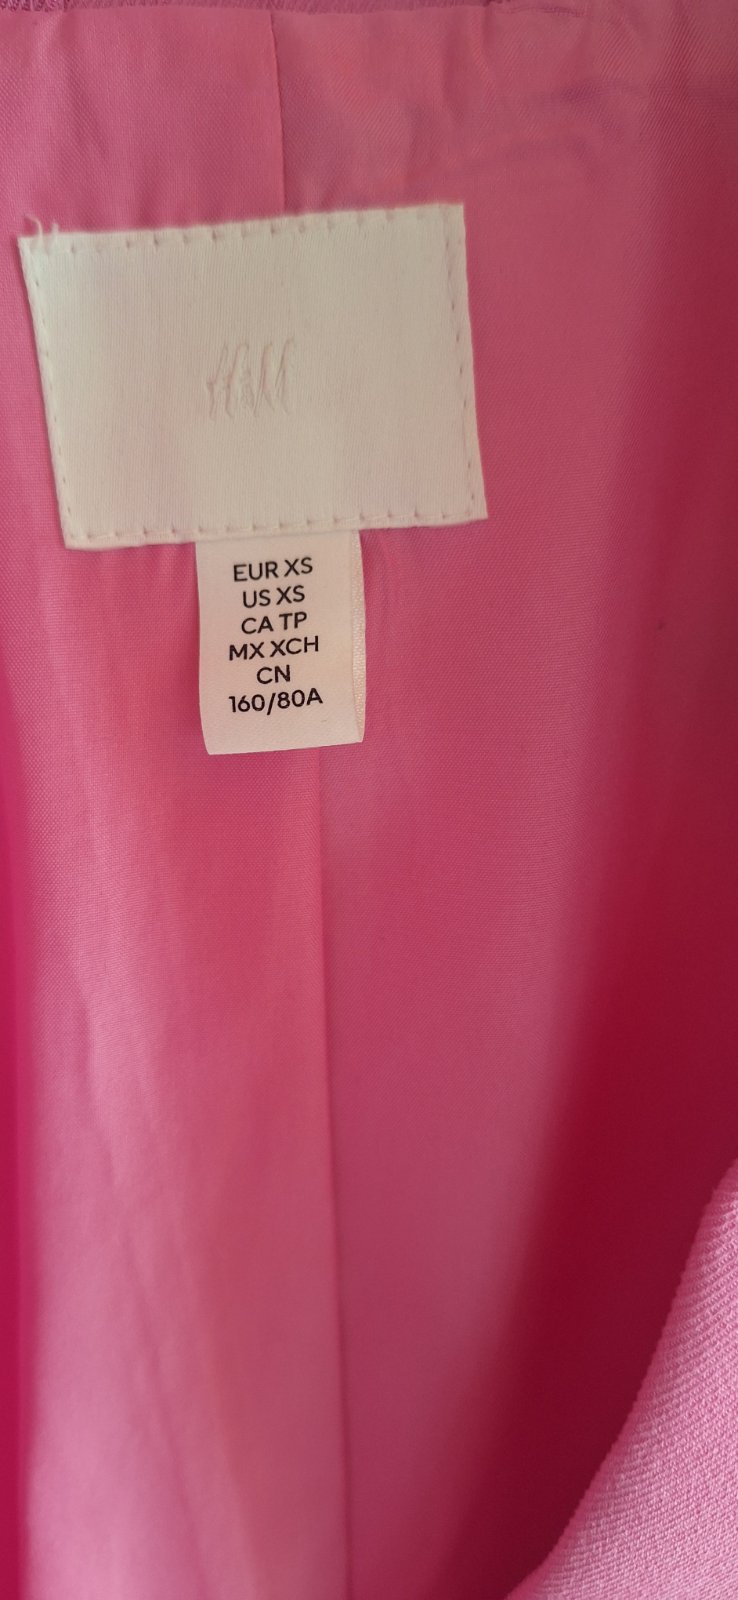 H&M
EUR XS
US XS
CA TP
MX XCH
CN
160/80A